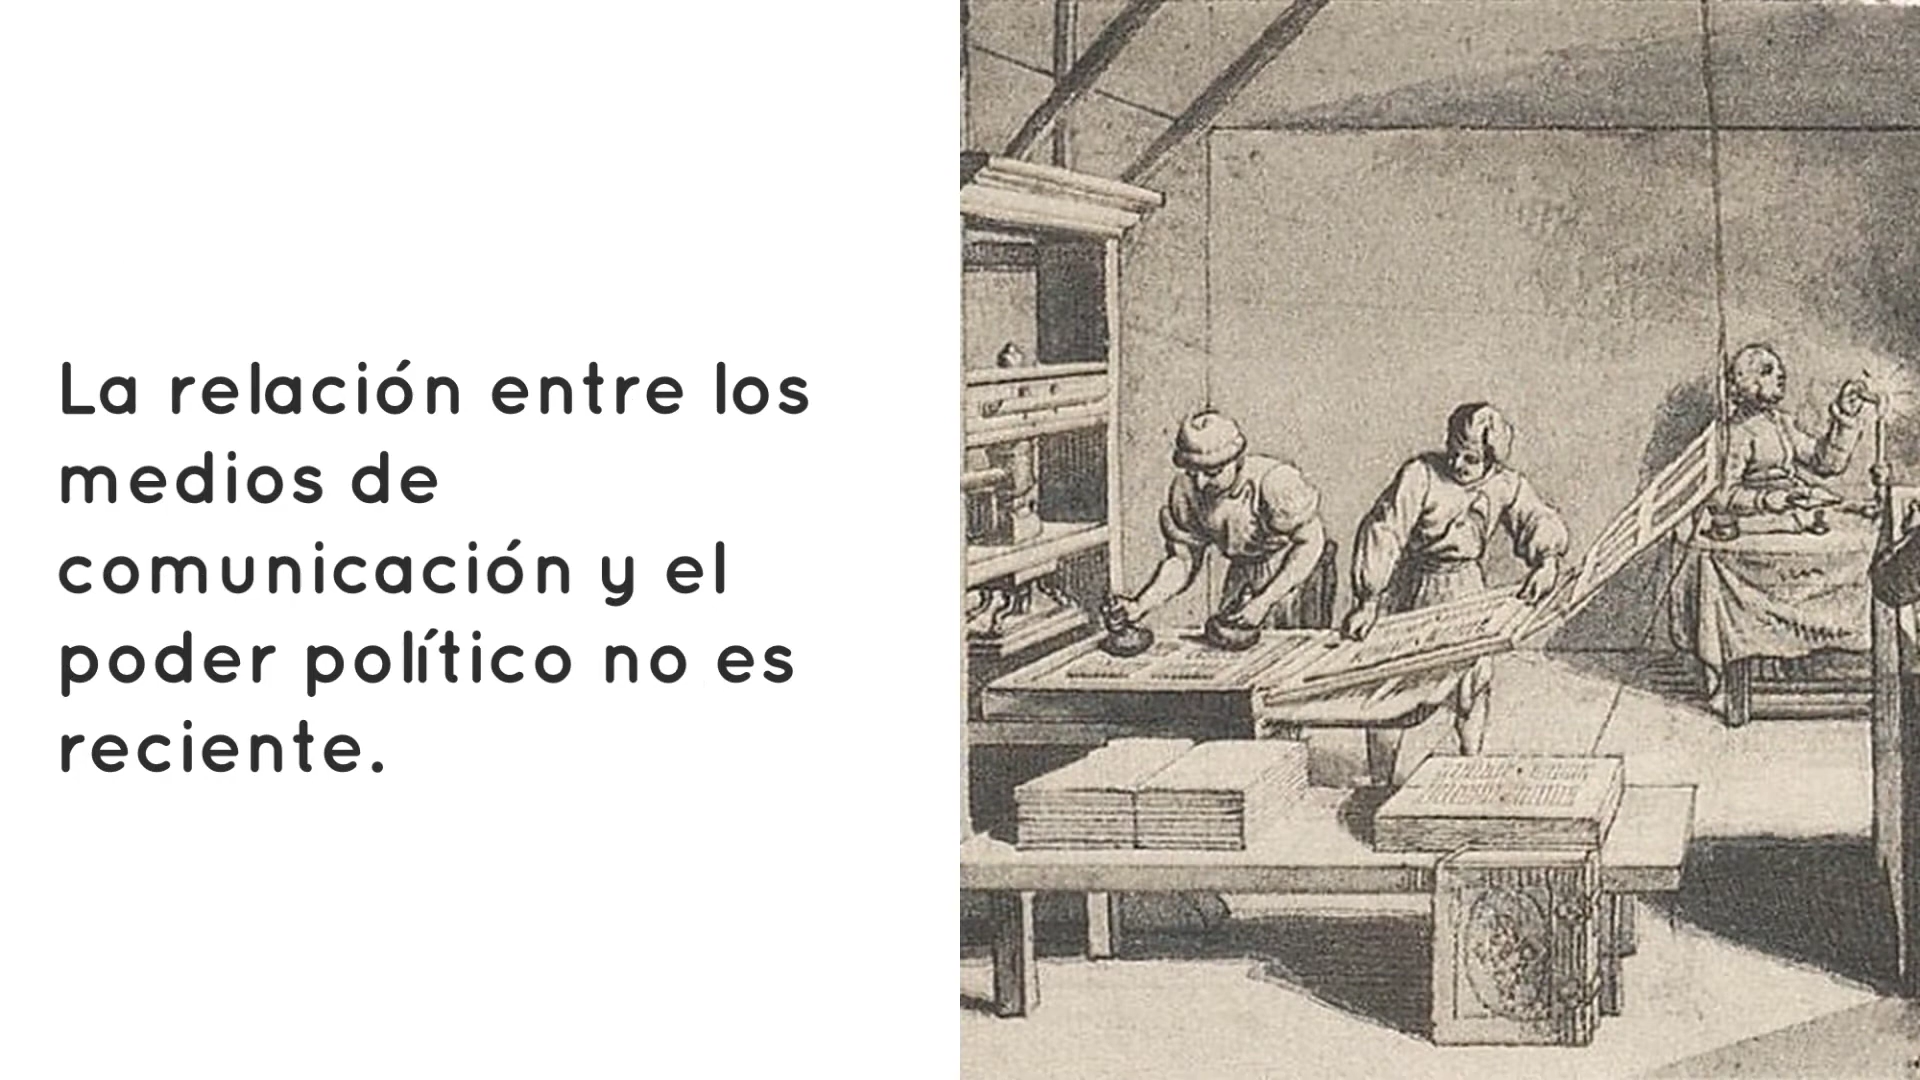 La relación entre los
medios de
comunicación y el
poder político no es
reciente.